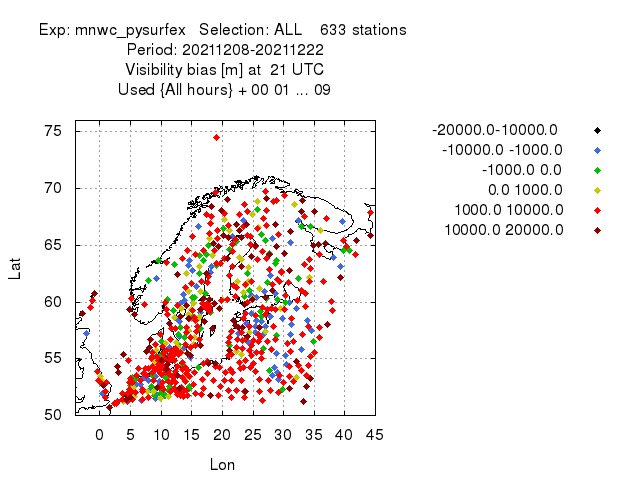 Exp: mnwc_pysurfex Selection: ALL 633 stations
Period: 20211208-20211222
Visibility bias [m] at 21 UTC
Used {All hours} + 00 01 ... 09
-20000.0-10000.0
-10000.0 -1000.0
-1000.0 0.0
0.0 1000.0
1000.0 10000.0
10000.0 20000.0
75
70
65
60
55
50
Lat
0 5 10 15 20 25 30 35 40 45
Lon